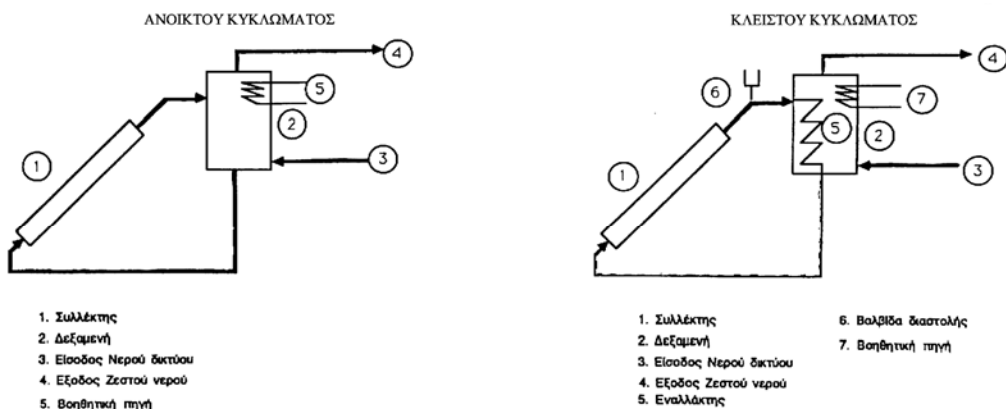 ΑΝΟΙΚΤΟΥ ΚΥΚΛΩΜΑΤΟΣ
4
5
2
1
3
1. Συλλέκτης
2. Δεξαμενή
3. Είσοδος Νερού δικτύου
4. Εξοδος Ζεστού νερού
5. Βοηθητική πηγή
ΚΛΕΙΣΤΟΥ ΚΥΚΛΩΜΑΤΟΣ
4
6
7
5
2
1
3
1. Συλλέκτης
2. Δεξαμενή
3. Είσοδος Νερού δικτύου
4. Εξοδος Ζεστού νερού
5. Εναλλάκτης
6. Βαλβίδα διαστολής
7. Βοηθητική πηγή